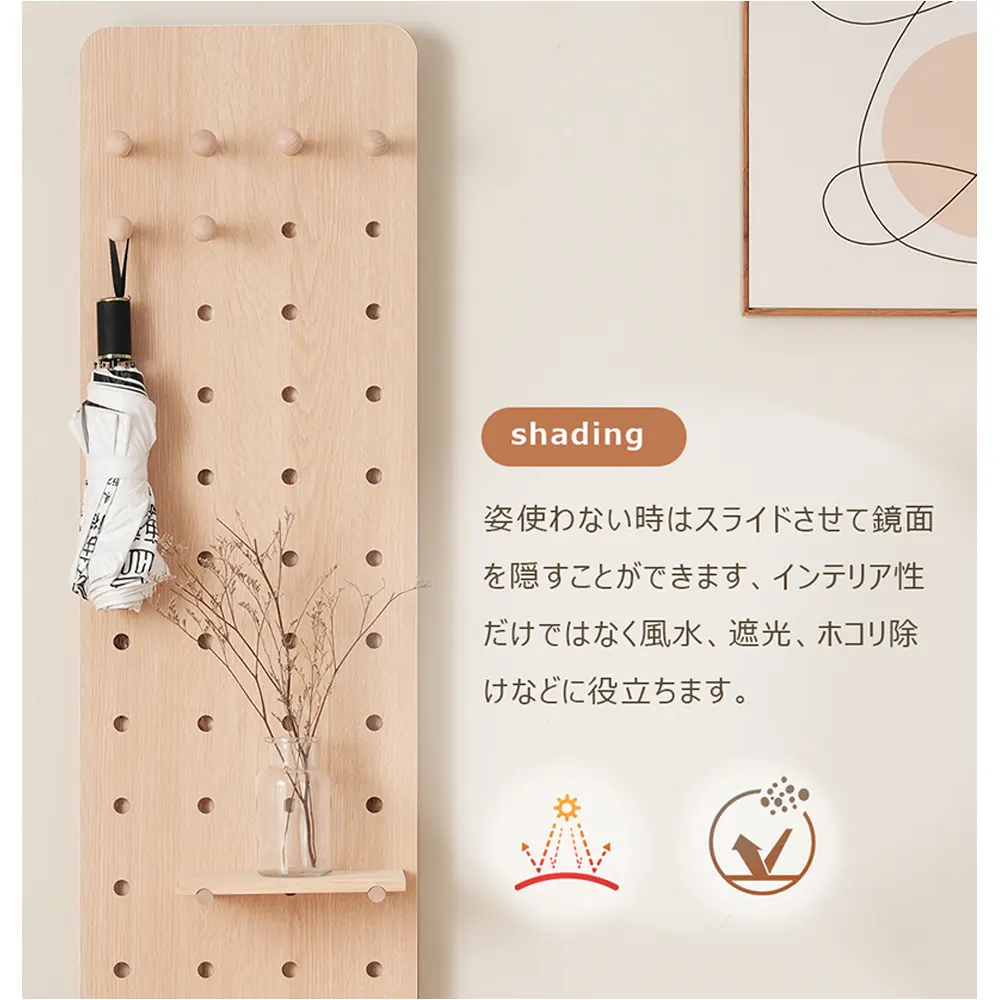 shading
姿使わない時はスライドさせて鏡面
を隠すことができます、インテリア性
だけではなく風水、遮光、ホコリ除
けなどに役立ちます。